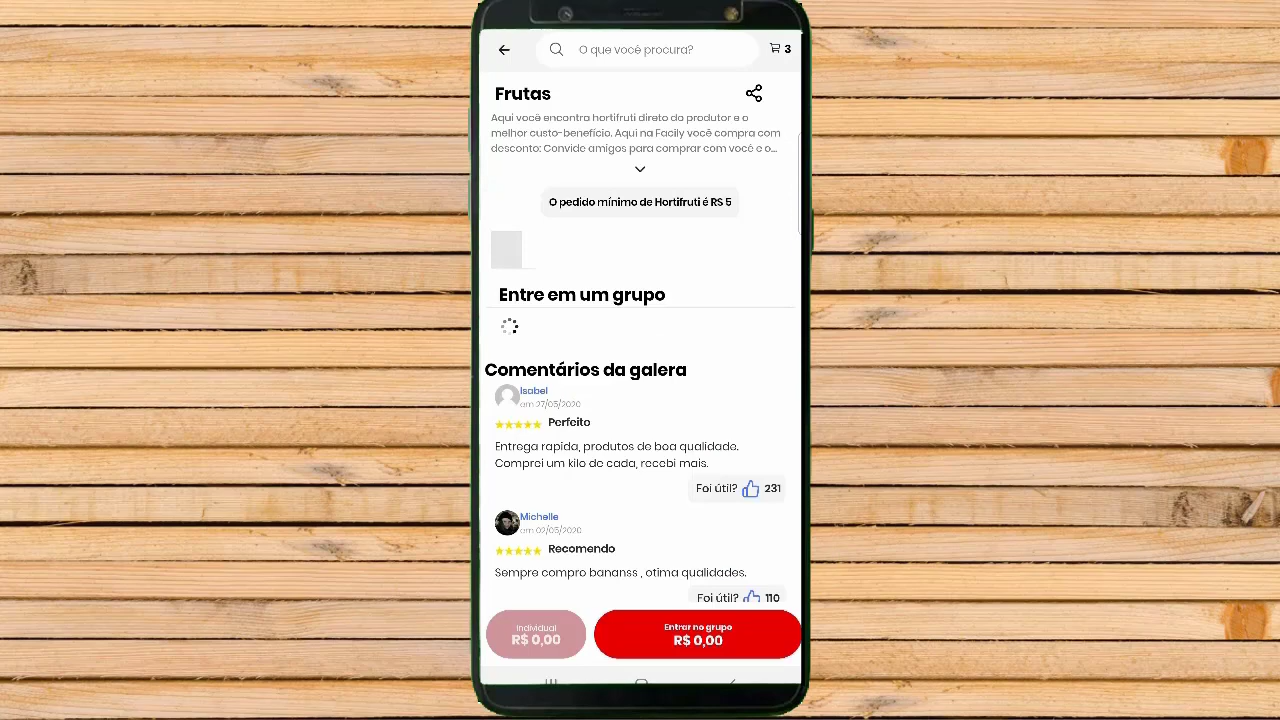 O que você procura?
3
Frutas
Aqui você encontra hortifruti direto da produtor e o
melhor custo-benefício. Aqui na Facily você compra com
desconto: Convide amigos para comprar com você e o...
O pedido mínimo de Hortifruti é R$ 5
Entre em um grupo
Comentários da galera
Isabel
em 27/05/2020
Perfeito
Entrega rapida, produtos de boa qualidade.
Comprei um kilo de cada, recebi mais.
Foi útil? 231
Michelle
em 02/05/2020
Recomendo
Sempre compro bananss , otima qualidades.
Foi útil? 110
Individual
R$ 0,00
Entrar no grupo
R$ 0,00